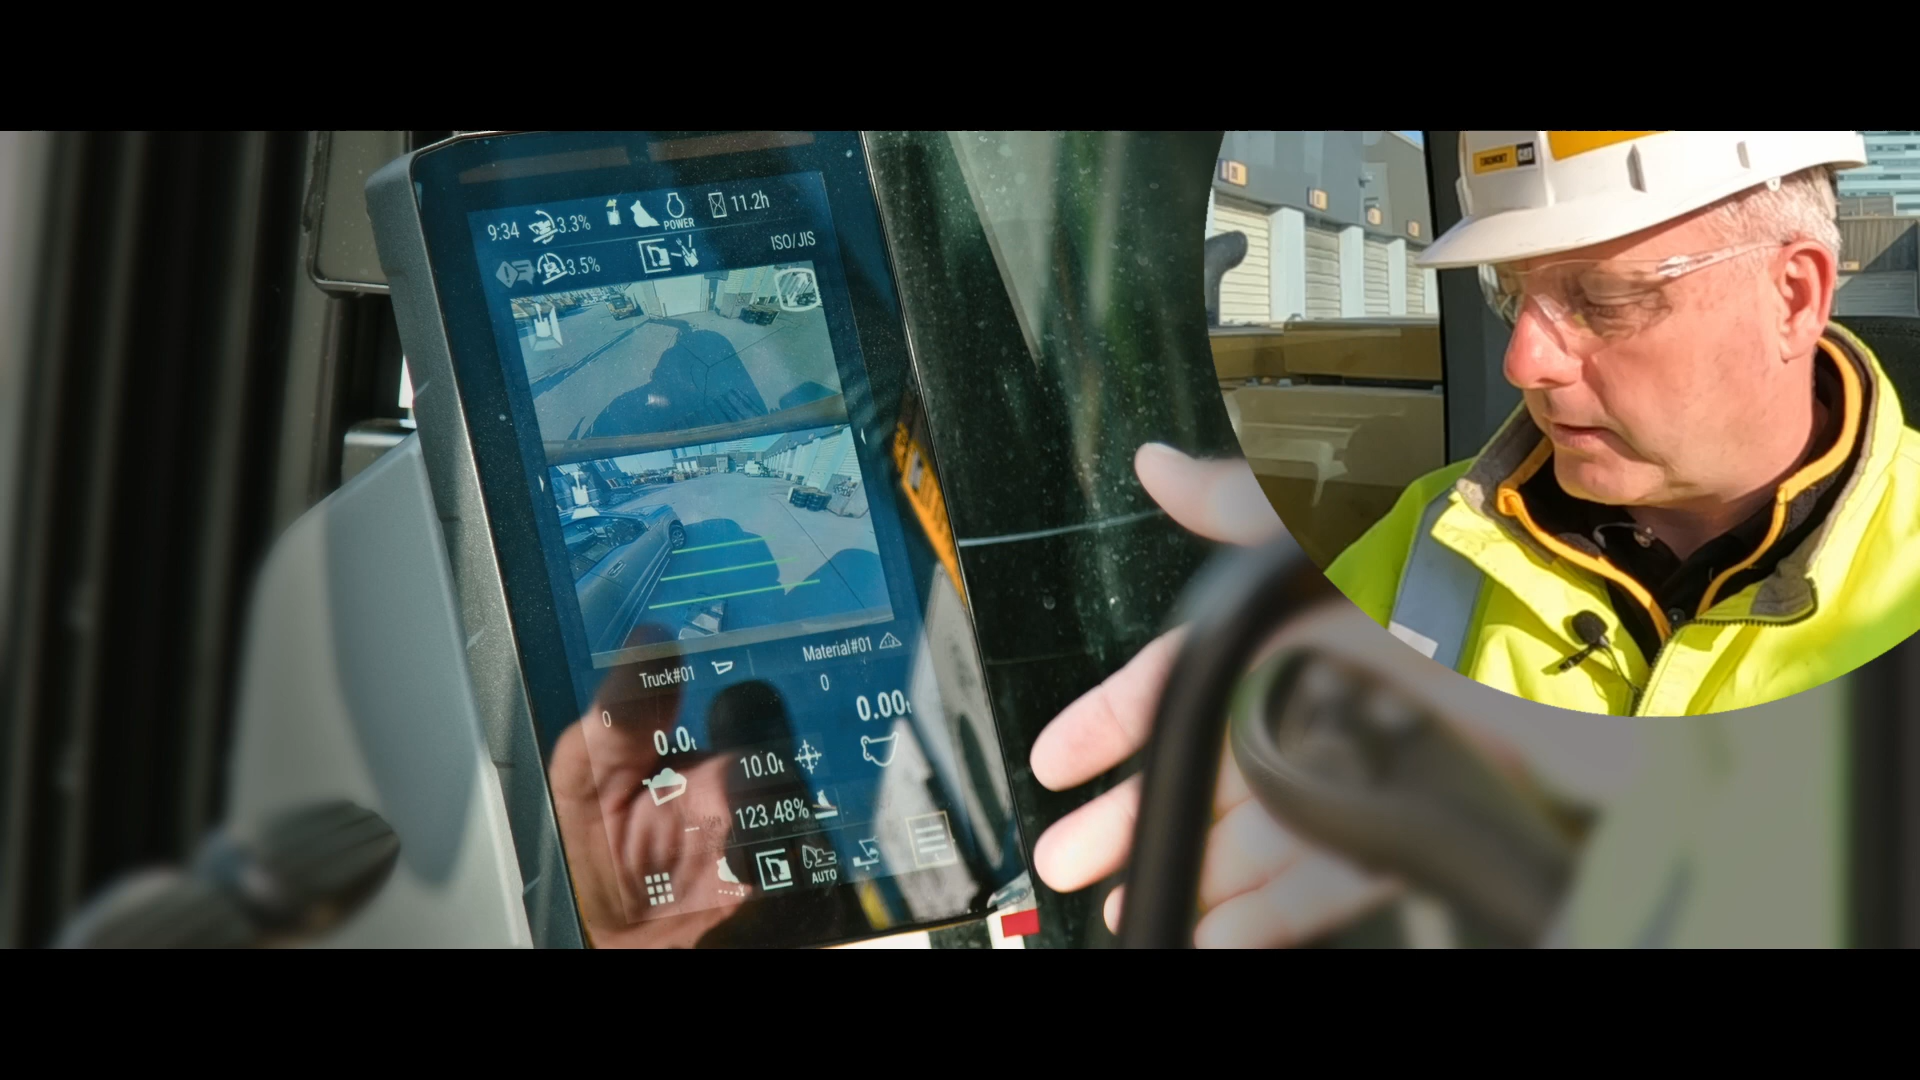 9:34 3.3% POWER 11.2h
3.5% ISO/JIS
Truck#01 Material#01
0 0
0.0t 0.00t
10.0t
123.48%
AUTO
CAT